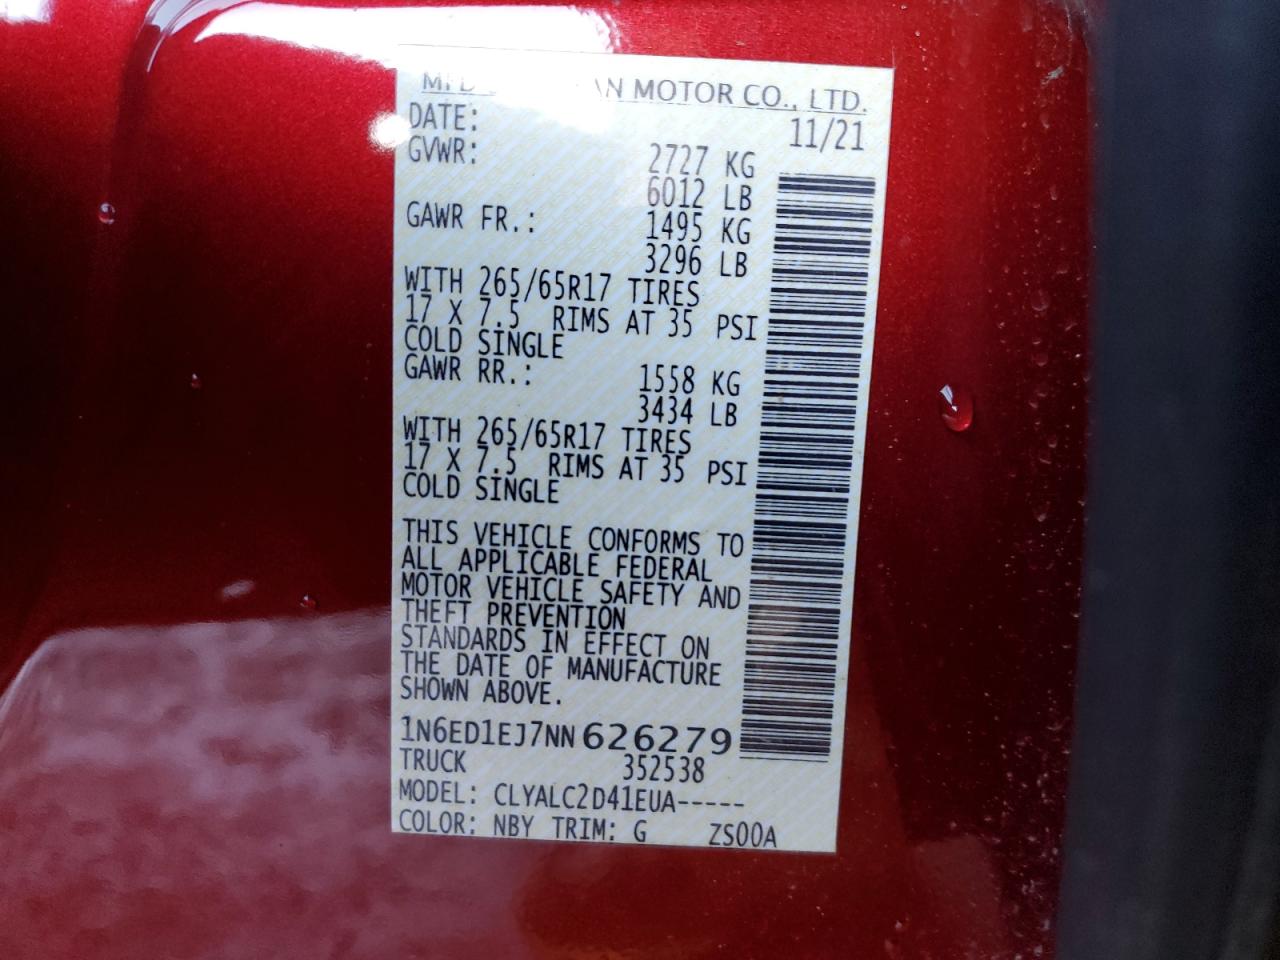 MFD AN MOTOR CO., LTD.
DATE: 11/21
GVWR: 2727 KG
6012 LB
GAWR FR.: 1495 KG
3296 LB
WITH 265/65R17 TIRES
17 X 7.5 RIMS AT 35 PSI
COLD SINGLE
GAWR RR.: 1558 KG
3434 LB
WITH 265/65R17 TIRES
17 X 7.5 RIMS AT 35 PSI
COLD SINGLE
THIS VEHICLE CONFORMS TO
ALL APPLICABLE FEDERAL
MOTOR VEHICLE SAFETY AND
THEFT PREVENTION
STANDARDS IN EFFECT ON
THE DATE OF MANUFACTURE
SHOWN ABOVE.
1N6ED1EJ7NN626279
TRUCK 352538
MODEL: CLYALC2D41EUA-----
COLOR: NBY TRIM: G ZS00A